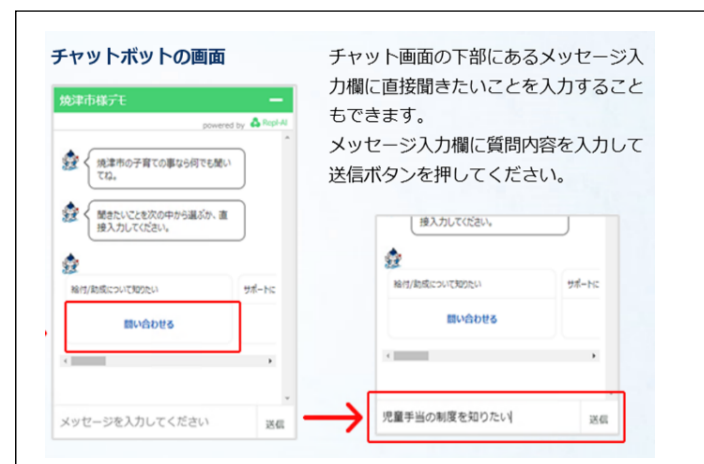 チャットボットの画面
焼津市様デモ
powered by Repl-AI
焼津市の子育ての事なら何でも聞い
てね。
聞きたいことを次の中から選ぶか、直
接入力してください。
給付/助成について知りたい
サポートに
問い合わせる
メッセージを入力してください
送信
チャット画面の下部にあるメッセージ入
力欄に直接聞きたいことを入力すること
もできます。
メッセージ入力欄に質問内容を入力して
送信ボタンを押してください。
接入力してください。
給付/助成について知りたい
サポートに
問い合わせる
児童手当の制度を知りたい
送信